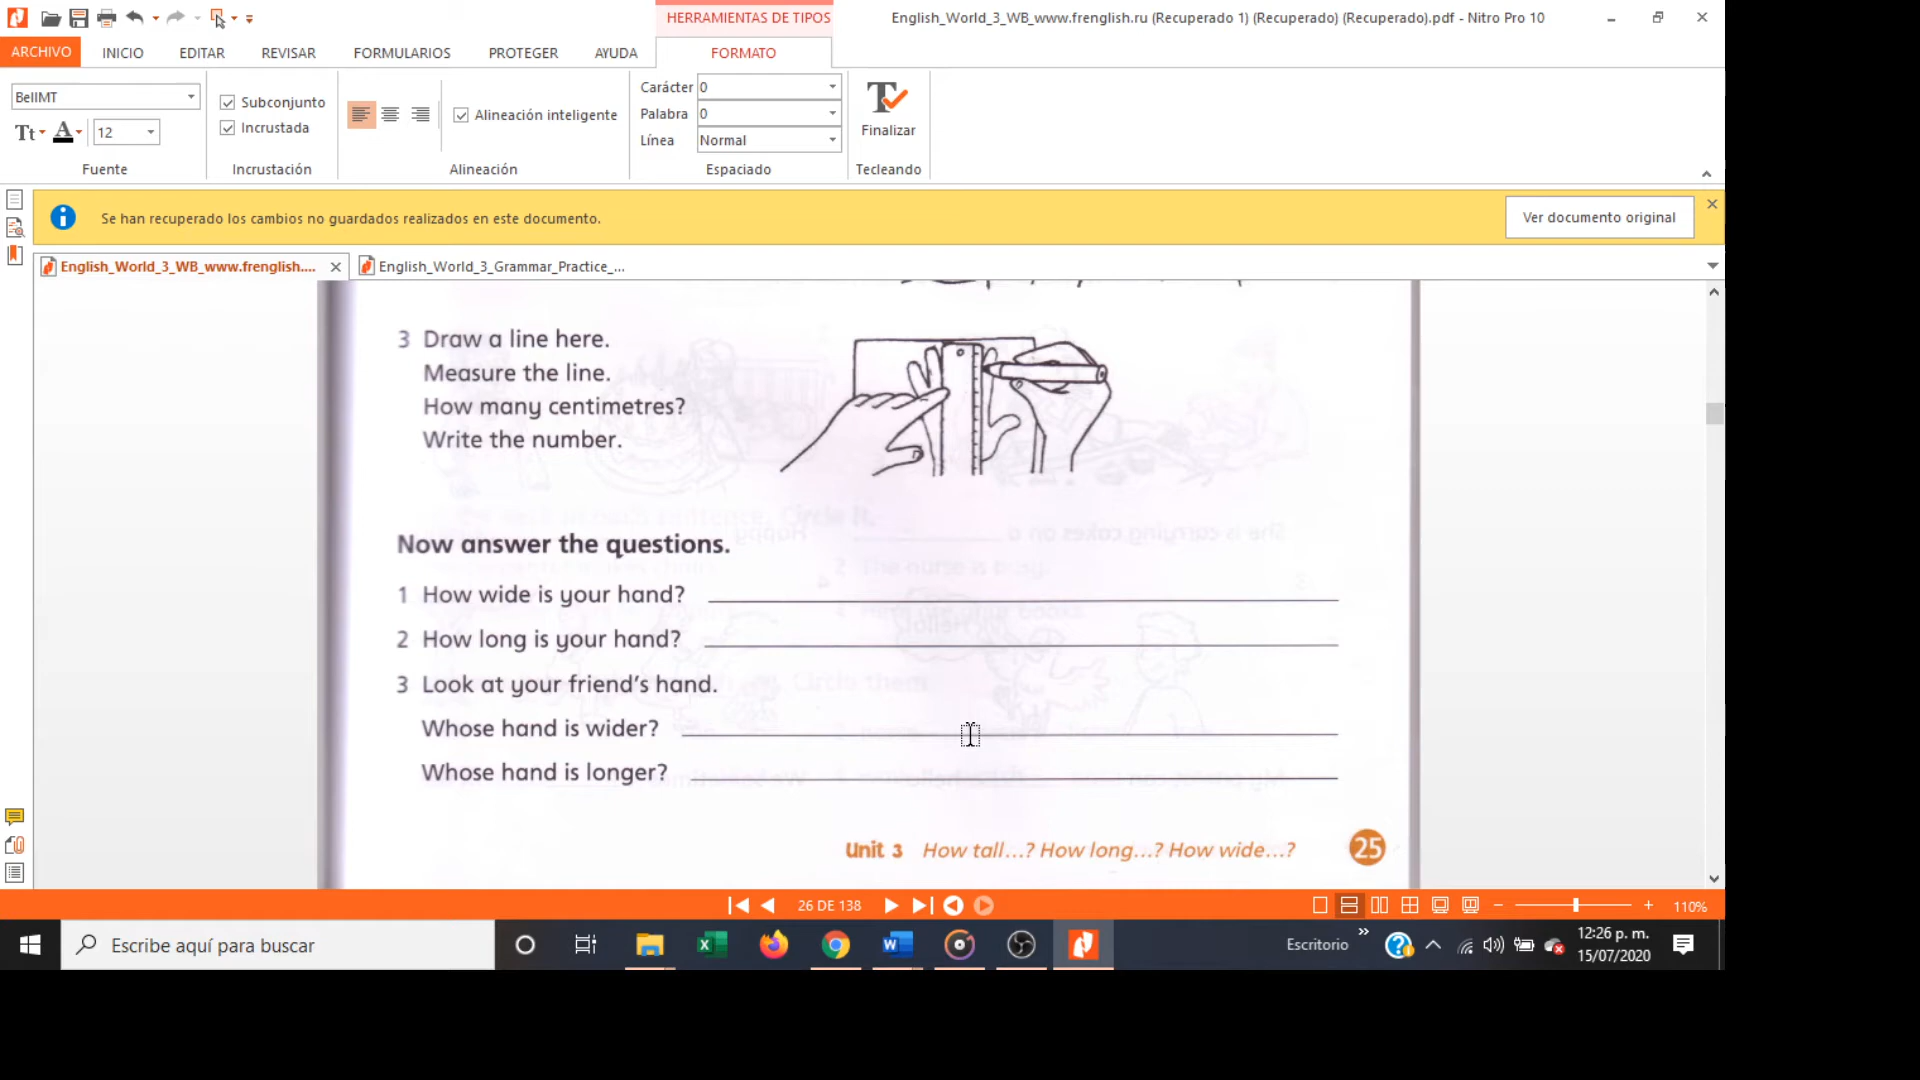 HERRAMIENTAS DE TIPOS
English_World_3_WB_www.frenglish.ru (Recuperado 1) (Recuperado) (Recuperado).pdf - Nitro Pro 10
ARCHIVO INICIO EDITAR REVISAR FORMULARIOS PROTEGER AYUDA FORMATO
BellMT
Tt A 12
Fuente
Subconjunto
Incrustada
Incrustación
Alineación inteligente
Alineación
Carácter 0
Palabra 0
Línea Normal
Espaciado
Finalizar
Tecleando
Se han recuperado los cambios no guardados realizados en este documento.
Ver documento original
English_World_3_WB_www.frenglish....
English_World_3_Grammar_Practice_...
3 Draw a line here.
Measure the line.
How many centimetres?
Write the number.
Now answer the questions.
1 How wide is your hand?
2 How long is your hand?
3 Look at your friend's hand.
Whose hand is wider?
Whose hand is longer?
Unit 3 How tall...? How long...? How wide...? 25
26 DE 138
110%
Escribe aquí para buscar
Escritorio
12:26 p. m.
15/07/2020